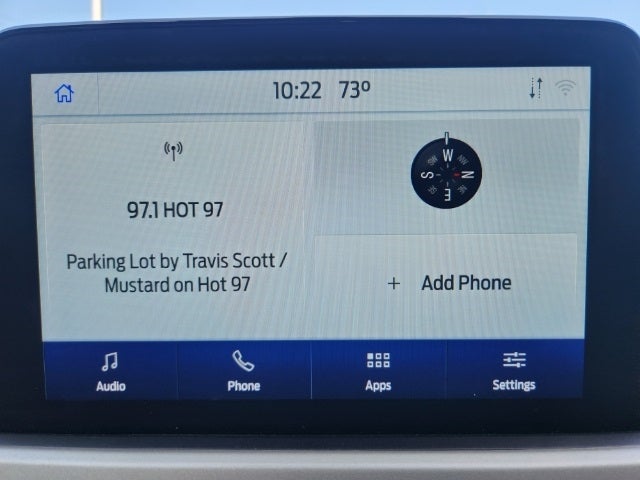 10:22 73º
97.1 HOT 97
Parking Lot by Travis Scott /
Mustard on Hot 97
W
S N
E
+ Add Phone
Audio Phone Apps Settings